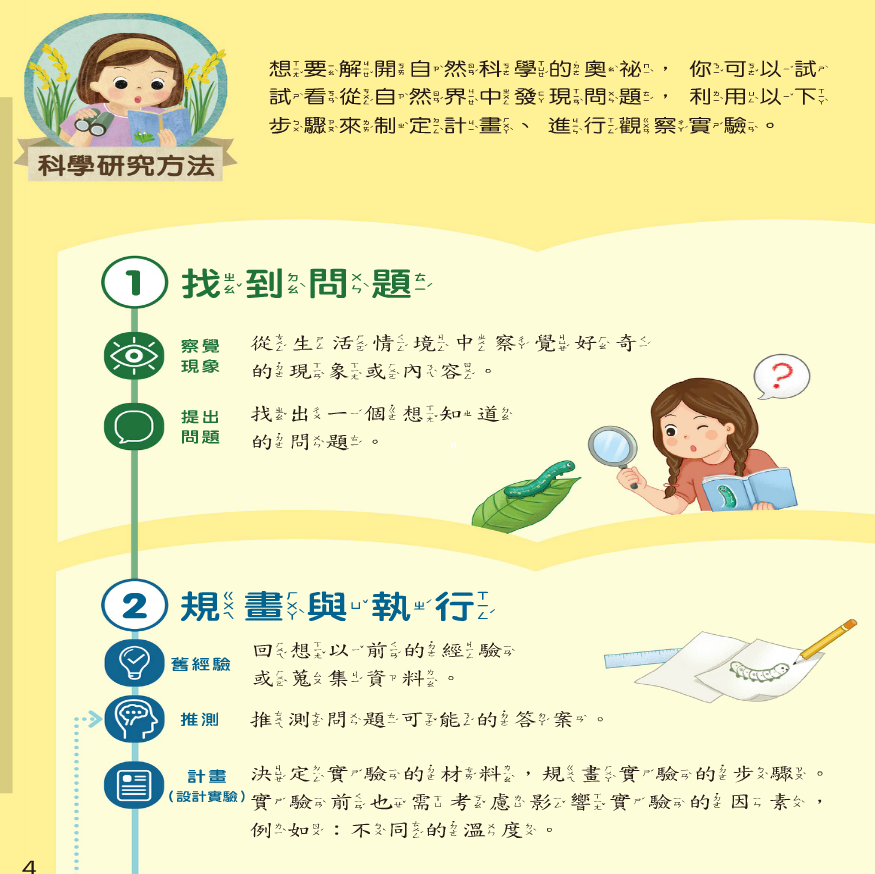 科學研究方法
想要解開自然科學的奧祕，你可以試
試看從自然界中發現問題，利用以下
步驟來制定計畫、進行觀察實驗。
1 找到問題
察覺
現象
從生活情境中察覺好奇
的現象或內容。
提出
問題
找出一個想知道
的問題。
?
2 規畫與執行
舊經驗
回想以前的經驗
或蒐集資料。
推測
推測問題可能的答案。
計畫
（設計實驗）
決定實驗的材料，規畫實驗的步驟。
實驗前也需考慮影響實驗的因素，
例如：不同的溫度。
4